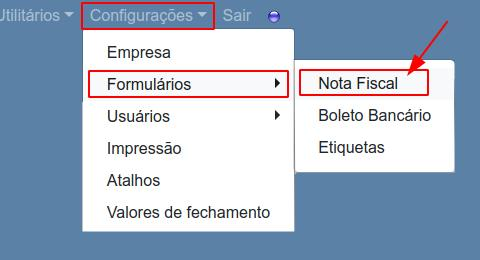 Utilitários Configurações Sair
Empresa
Formulários
Usuários
Impressão
Atalhos
Valores de fechamento
Nota Fiscal
Boleto Bancário
Etiquetas